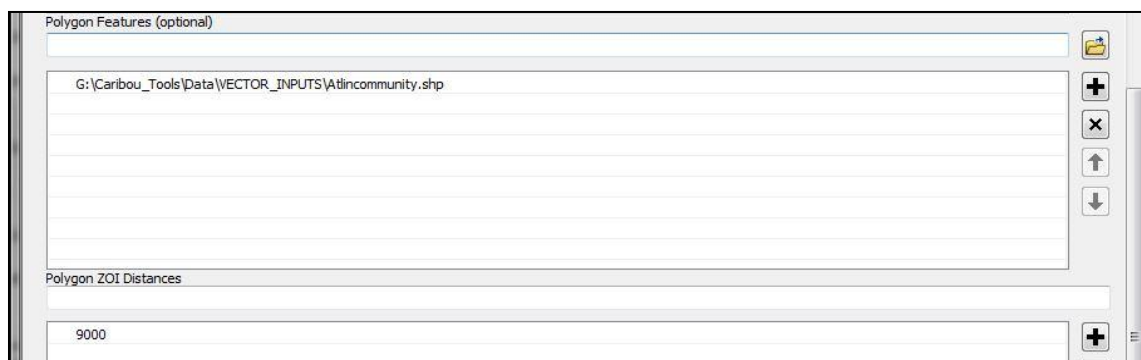 Polygon Features (optional)
G:\Caribou_Tools\Data\VECTOR_INPUTS\Atlincommunity.shp
Polygon ZOI Distances
9000